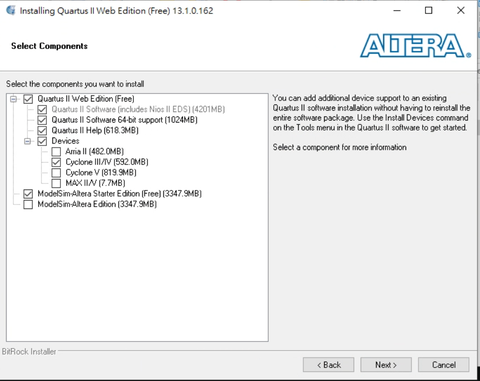 Installing Quartus II Web Edition (Free) 13.1.0.162
Select Components
ALTERA
Select the components you want to install
Quartus II Web Edition (Free)
Quartus II Software (includes Nios II EDS) (4201MB)
Quartus II Software 64-bit support (1024MB)
Quartus II Help (618.3MB)
Devices
Arria II (482.0MB)
Cyclone III/IV (592.0MB)
Cyclone V (819.9MB)
MAX II/V (7.7MB)
ModelSim-Altera Starter Edition (Free) (3347.9MB)
ModelSim-Altera Edition (3347.9MB)
You can add additional device support to an existing
Quartus II software installation without having to reinstall the
entire software package. Use the Install Devices command
on the Tools menu in the Quartus II software to get started.
Select a component for more information
BitRock Installer
< Back
Next >
Cancel